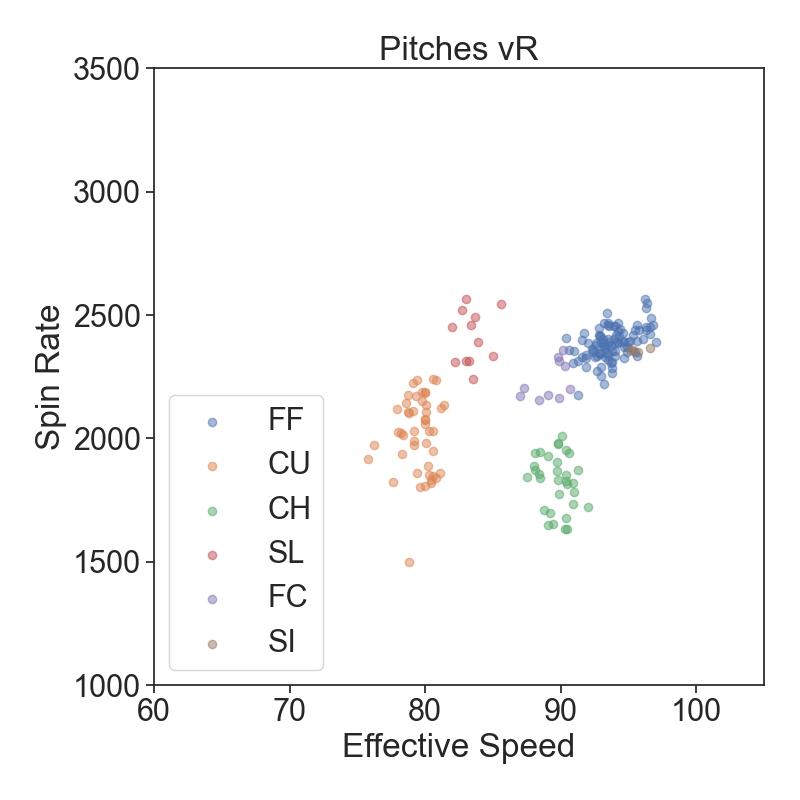 Pitches vR
3500
3000
2500
2000
1500
1000
Spin Rate
FF
CU
CH
SL
FC
SI
60 70 80 90 100
Effective Speed